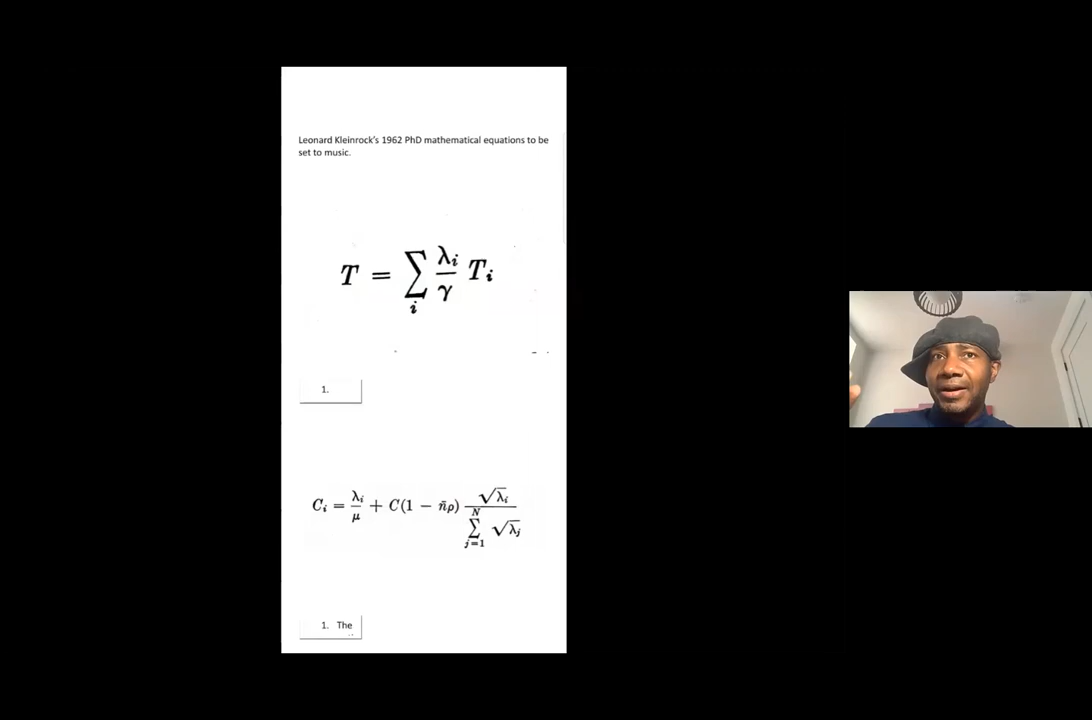 Leonard Kleinrock's 1962 PhD mathematical equations to be
set to music.
T = ∑_i λ_i/γ T_i
1.
C_i = λ_i/μ + C(1 − n̄ρ) √λ_i / ∑_{j=1}^{N} √λ_j
1. The